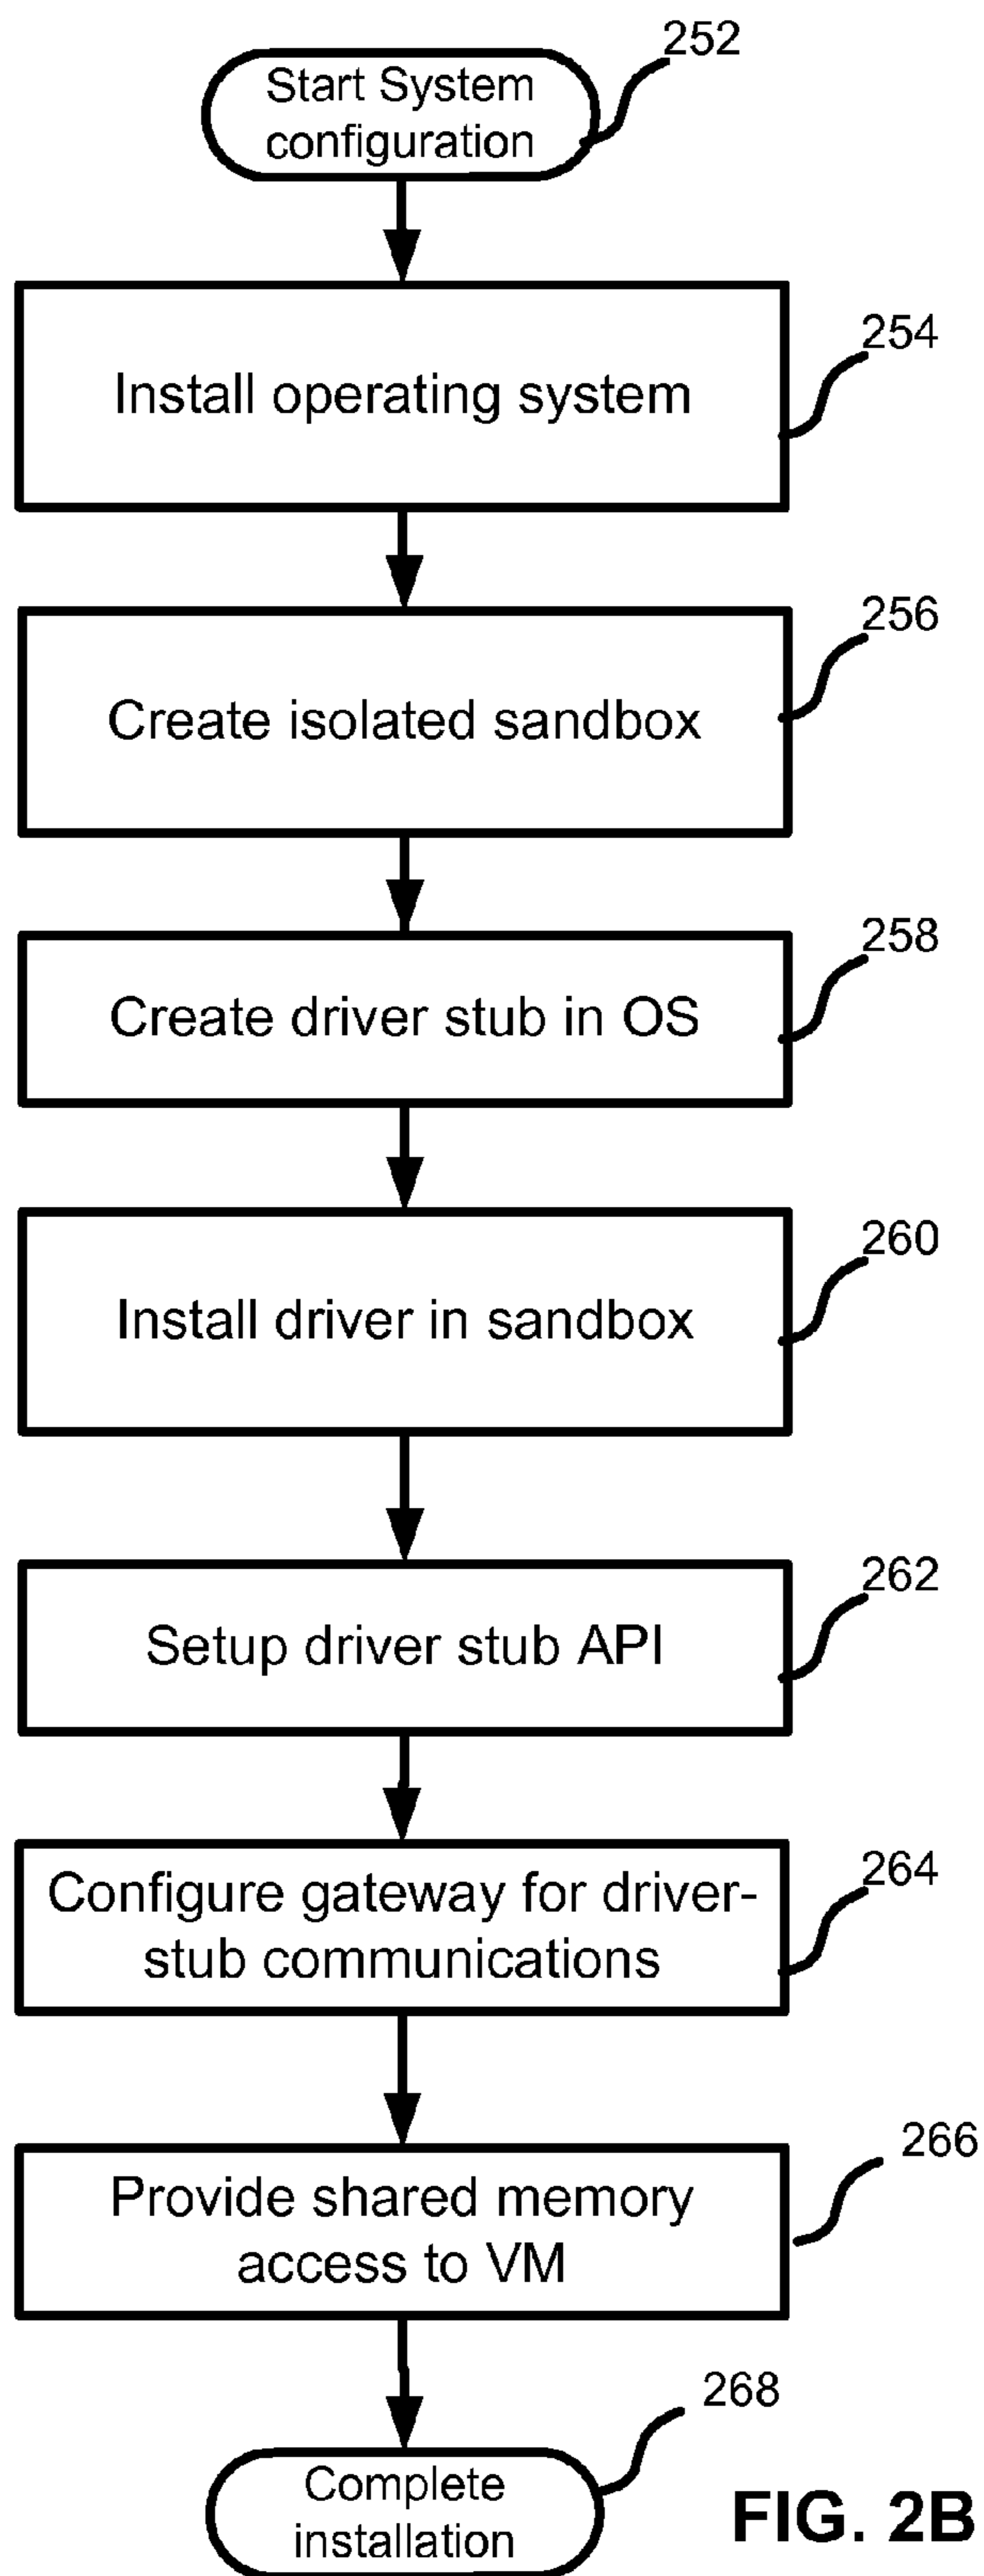 252
Start System
configuration
254
Install operating system
256
Create isolated sandbox
258
Create driver stub in OS
260
Install driver in sandbox
262
Setup driver stub API
264
Configure gateway for driver-
stub communications
266
Provide shared memory
access to VM
268
Complete
installation
FIG. 2B